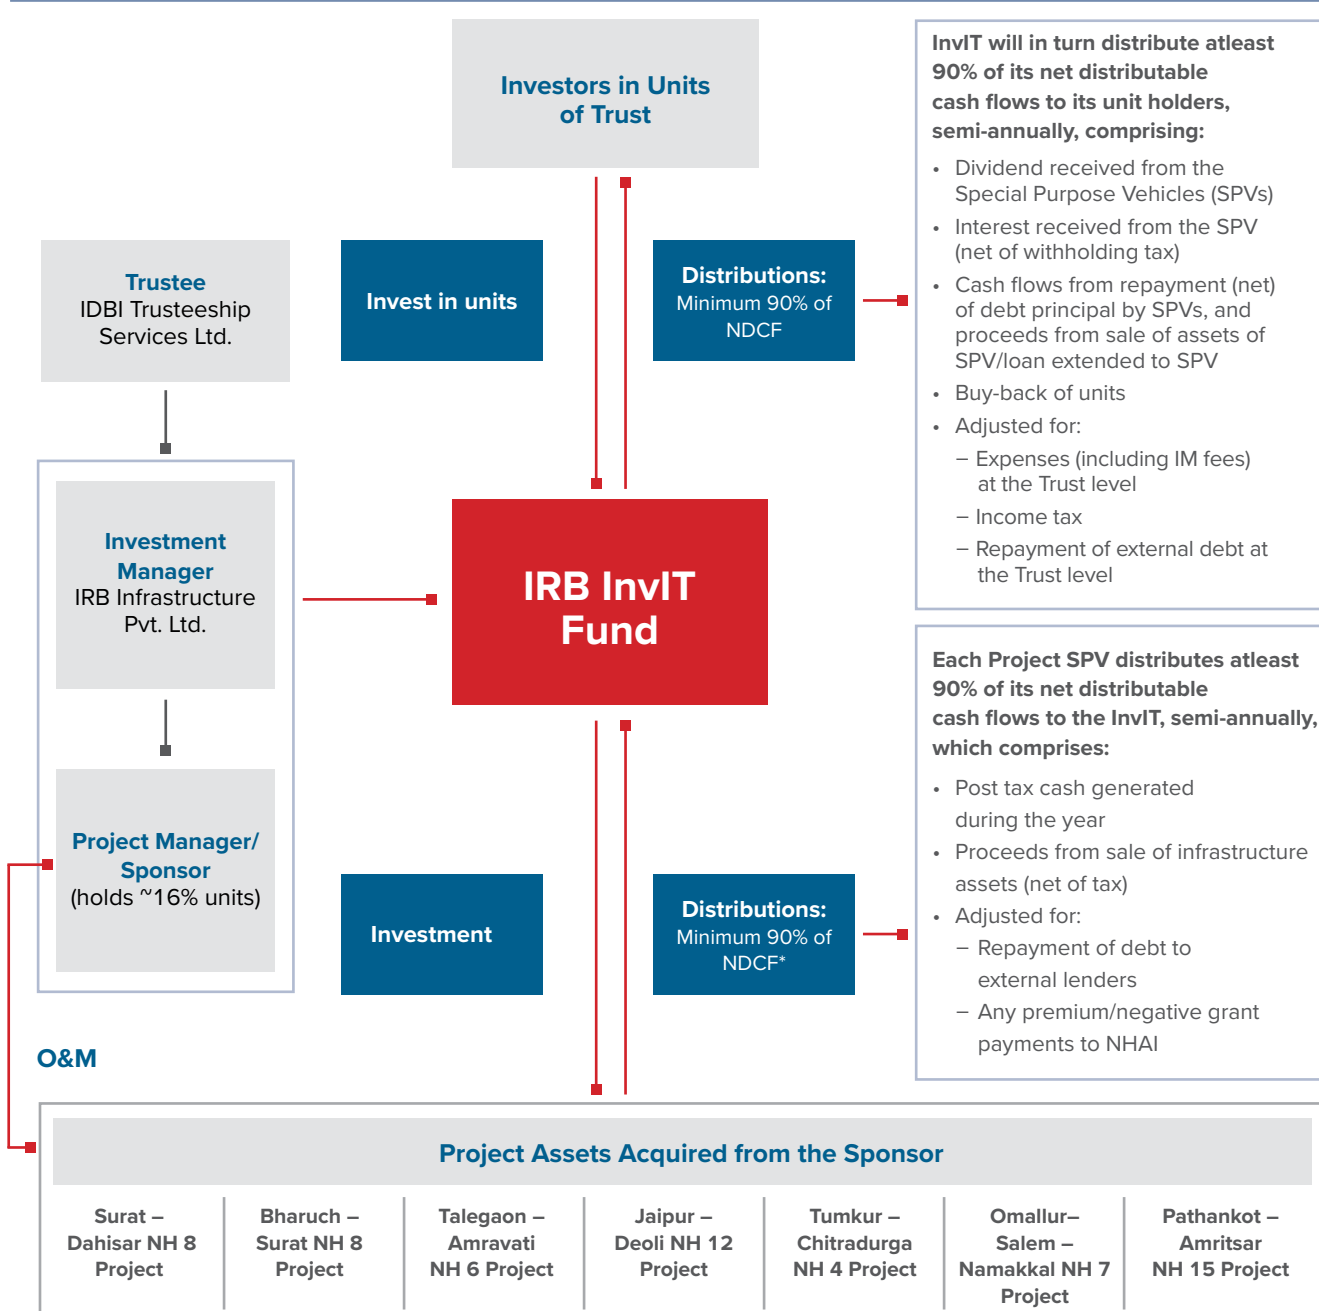 Investors in Units
of Trust
InvIT will in turn distribute atleast
90% of its net distributable
cash flows to its unit holders,
semi-annually, comprising:
• Dividend received from the
Special Purpose Vehicles (SPVs)
• Interest received from the SPV
(net of withholding tax)
• Cash flows from repayment (net)
of debt principal by SPVs, and
proceeds from sale of assets of
SPV/loan extended to SPV
• Buy-back of units
• Adjusted for:
– Expenses (including IM fees)
at the Trust level
– Income tax
– Repayment of external debt at
the Trust level
Trustee
IDBI Trusteeship
Services Ltd.
Invest in units
Distributions:
Minimum 90% of
NDCF
Investment
Manager
IRB Infrastructure
Pvt. Ltd.
IRB InvIT
Fund
Each Project SPV distributes atleast
90% of its net distributable
cash flows to the InvIT, semi-annually,
which comprises:
• Post tax cash generated
during the year
• Proceeds from sale of infrastructure
assets (net of tax)
• Adjusted for:
– Repayment of debt to
external lenders
– Any premium/negative grant
payments to NHAI
Project Manager/
Sponsor
(holds ~16% units)
Investment
Distributions:
Minimum 90% of
NDCF*
O&M
Project Assets Acquired from the Sponsor
Surat –
Dahisar NH 8
Project
Bharuch –
Surat NH 8
Project
Talegaon –
Amravati
NH 6 Project
Jaipur –
Deoli NH 12
Project
Tumkur –
Chitradurga
NH 4 Project
Omallur–
Salem –
Namakkal NH 7
Project
Pathankot –
Amritsar
NH 15 Project